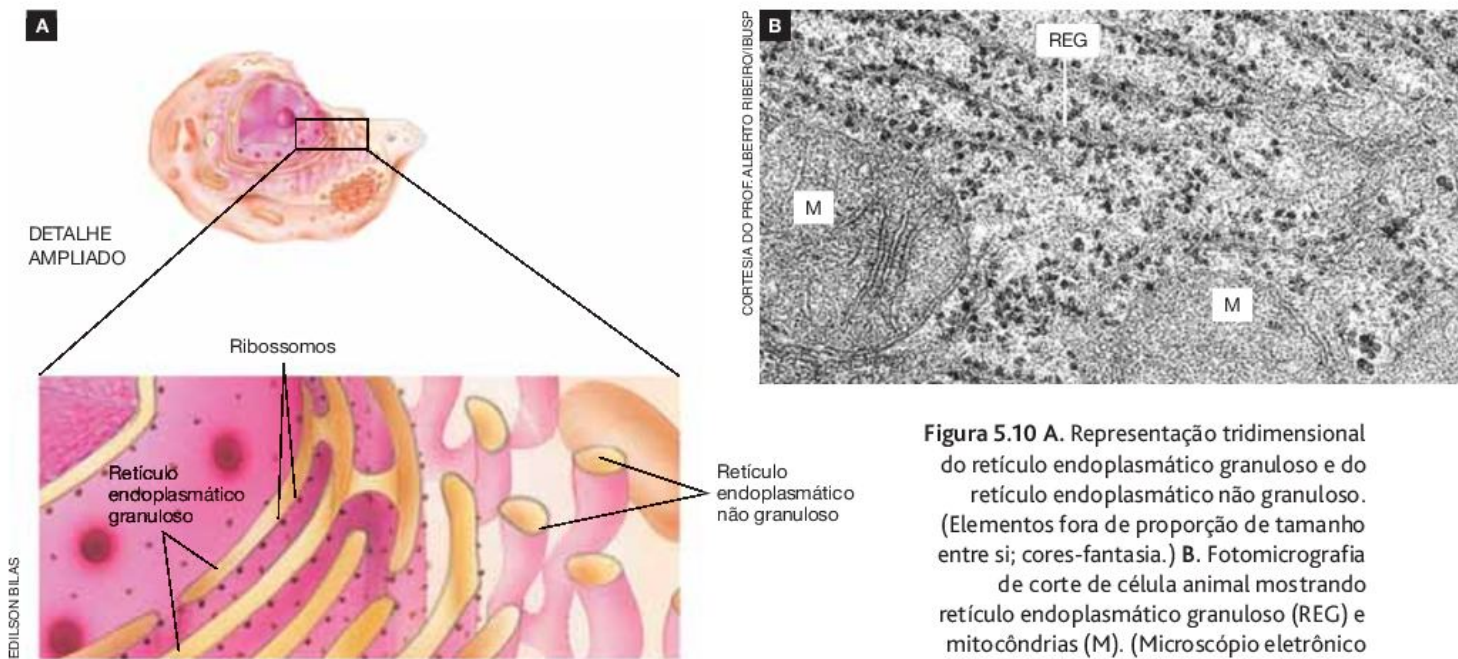 A
DETALHE
AMPLIADO
Ribossomos
Retículo
endoplasmático
granuloso
Retículo
endoplasmático
não granuloso
EDILSON BILAS
B
REG
M
M
CORTESIA DO PROF. ALBERTO RIBEIRO/IBUSP
Figura 5.10 A. Representação tridimensional
do retículo endoplasmático granuloso e do
retículo endoplasmático não granuloso.
(Elementos fora de proporção de tamanho
entre si; cores-fantasia.) B. Fotomicrografia
de corte de célula animal mostrando
retículo endoplasmático granuloso (REG) e
mitocôndrias (M). (Microscópio eletrônico